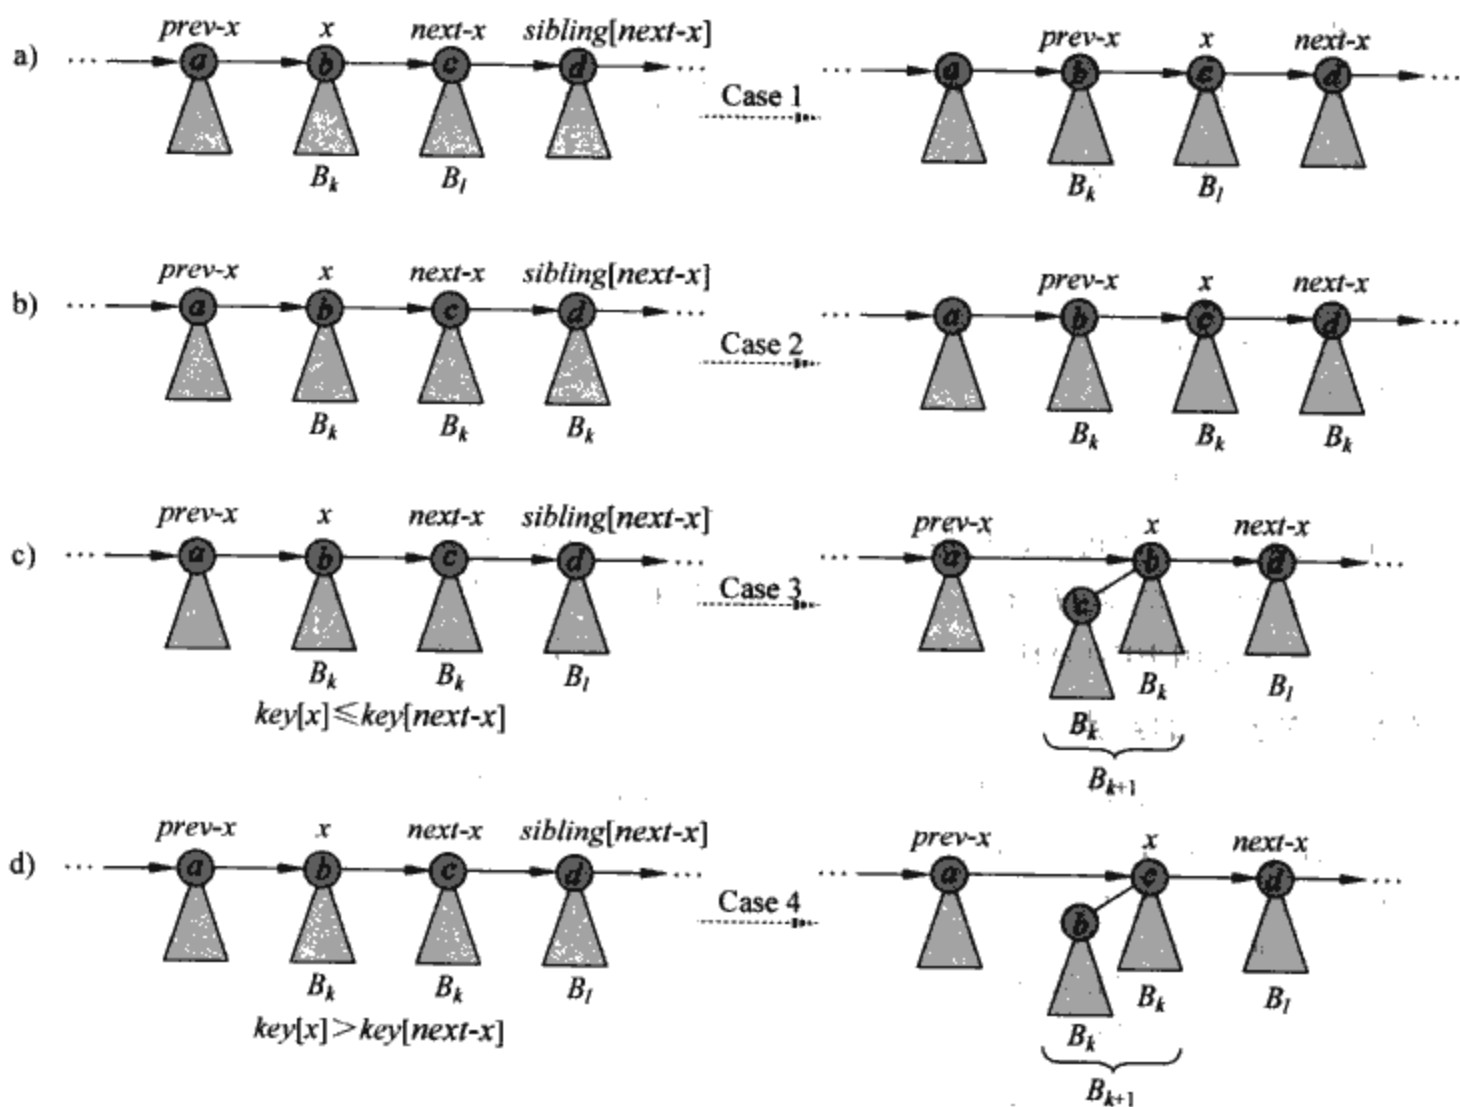 prev-x x next-x sibling[next-x] prev-x x next-x
a) ··· a b c d ··· Case 1 ··· a b c d ···
B_k B_l B_k B_l
prev-x x next-x sibling[next-x] prev-x x next-x
b) ··· a b c d ··· Case 2 ··· a b c d ···
B_k B_k B_k B_k B_k B_k
prev-x x next-x sibling[next-x] prev-x x next-x
c) ··· a b c d ··· Case 3 ··· a b d ···
c
B_k B_k B_l B_k B_l
key[x]≤key[next-x] B_k
B_{k+1}
prev-x x next-x sibling[next-x] prev-x x next-x
d) ··· a b c d ··· Case 4 ··· a c d ···
b
B_k B_k B_l B_k B_l
key[x]>key[next-x] B_k
B_{k+1}